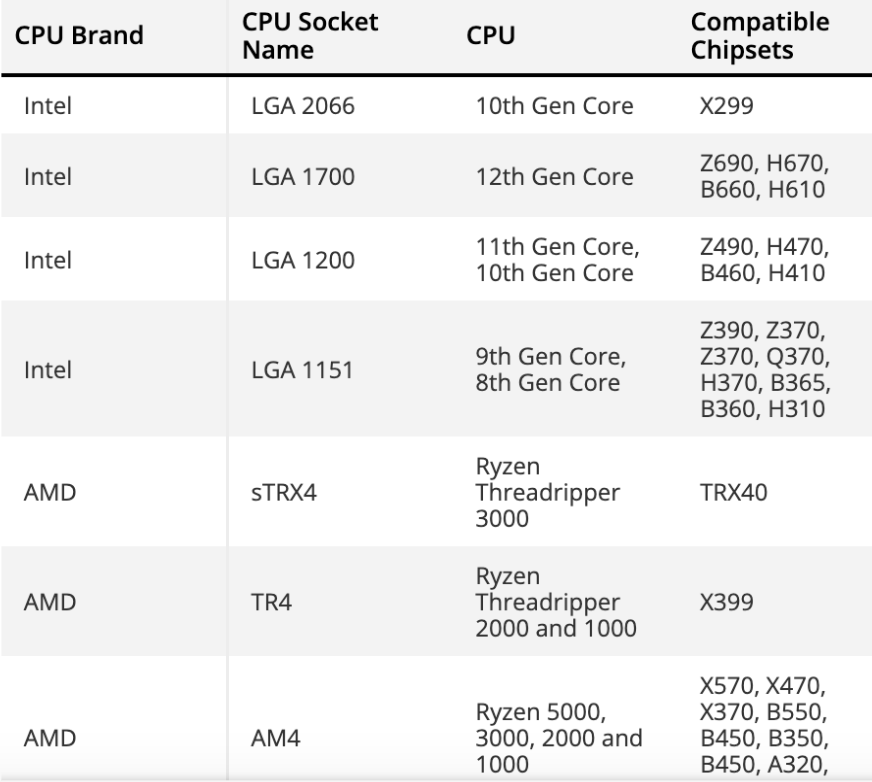 CPU Brand
CPU Socket
Name
CPU
Compatible
Chipsets
Intel
LGA 2066
10th Gen Core
X299
Intel
LGA 1700
12th Gen Core
Z690, H670,
B660, H610
Intel
LGA 1200
11th Gen Core,
10th Gen Core
Z490, H470,
B460, H410
Intel
LGA 1151
9th Gen Core,
8th Gen Core
Z390, Z370,
Z370, Q370,
H370, B365,
B360, H310
AMD
sTRX4
Ryzen
Threadripper
3000
TRX40
AMD
TR4
Ryzen
Threadripper
2000 and 1000
X399
AMD
AM4
Ryzen 5000,
3000, 2000 and
1000
X570, X470,
X370, B550,
B450, B350,
B450, A320,